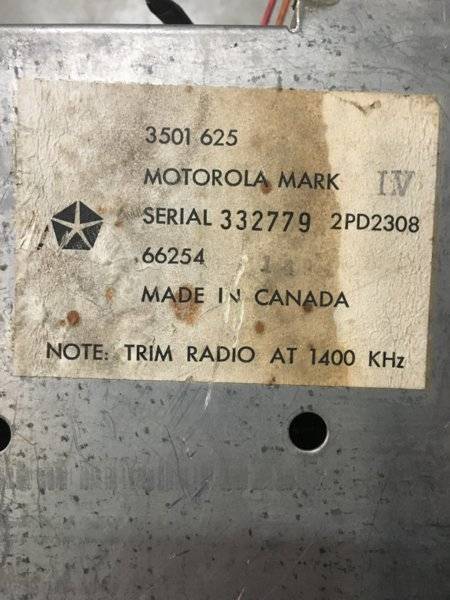 3501 625
MOTOROLA MARK IV
SERIAL 332779 2PD2308
66254
MADE IN CANADA
NOTE: TRIM RADIO AT 1400 KHz